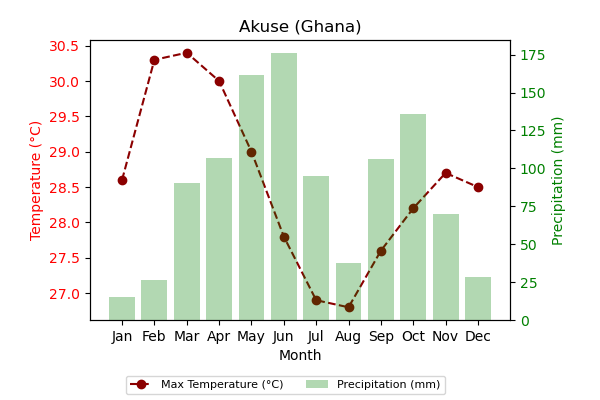 Akuse (Ghana)
30.5
30.0
29.5
29.0
28.5
28.0
27.5
27.0
Temperature (°C)
175
150
125
100
75
50
25
0
Precipitation (mm)
Jan Feb Mar Apr May Jun Jul Aug Sep Oct Nov Dec
Month
Max Temperature (°C) Precipitation (mm)